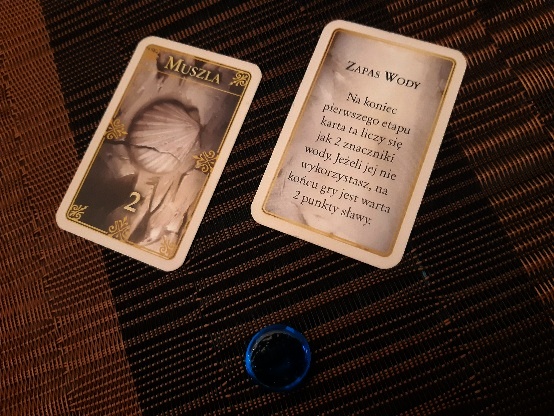 MUSZLA
2
ZAPAS WODY
Na koniec
pierwszego etapu
karta ta liczy się
jak 2 znaczniki
wody. Jeżeli jej nie
wykorzystasz, na
końcu gry jest warta
2 punkty sławy.